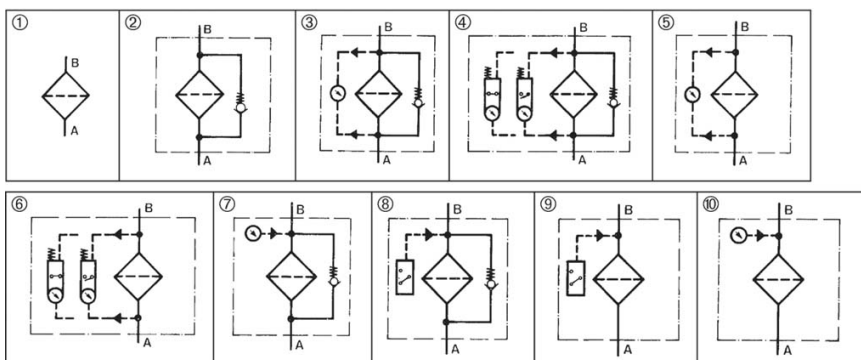 ① B A
② B A
③ B A
④ B A
⑤ B A
⑥ B A
⑦ B A
⑧ B A
⑨ B A
⑩ B A